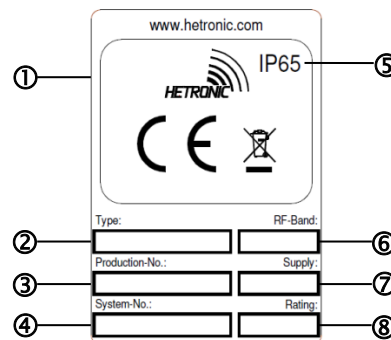 www.hetronic.com
① IP65 ⑤
HETRONIC
CE
Type: RF-Band:
② ⑥
Production-No.: Supply:
③ ⑦
System-No.: Rating:
④ ⑧